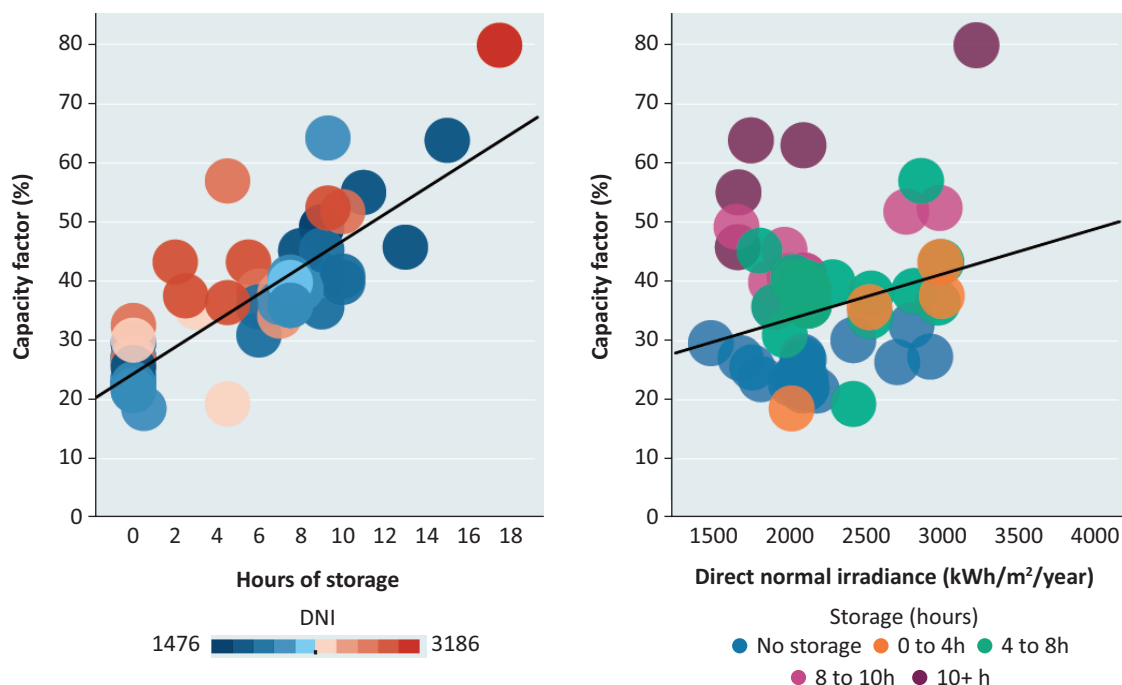 Capacity factor (%)
80
70
60
50
40
30
20
10
0
0 2 4 6 8 10 12 14 16 18
Hours of storage
DNI
1476 3186
Capacity factor (%)
80
70
60
50
40
30
20
10
0
1500 2000 2500 3000 3500 4000
Direct normal irradiance (kWh/m²/year)
Storage (hours)
No storage 0 to 4h 4 to 8h
8 to 10h 10+ h